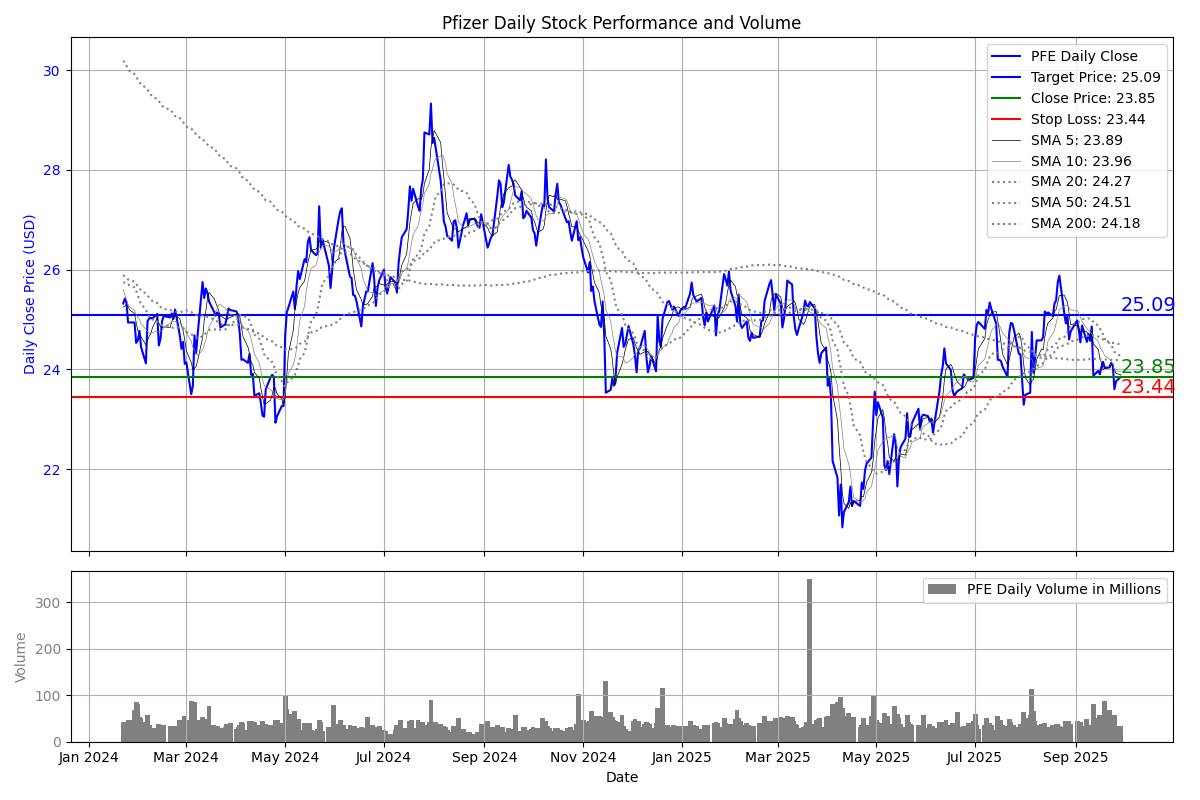 Pfizer Daily Stock Performance and Volume
Daily Close Price (USD)
30
28
26
24
22
PFE Daily Close
Target Price: 25.09
Close Price: 23.85
Stop Loss: 23.44
SMA 5: 23.89
SMA 10: 23.96
SMA 20: 24.27
SMA 50: 24.51
SMA 200: 24.18
25.09
23.85
23.44
Volume
300
200
100
0
PFE Daily Volume in Millions
Jan 2024 Mar 2024 May 2024 Jul 2024 Sep 2024 Nov 2024 Jan 2025 Mar 2025 May 2025 Jul 2025 Sep 2025
Date